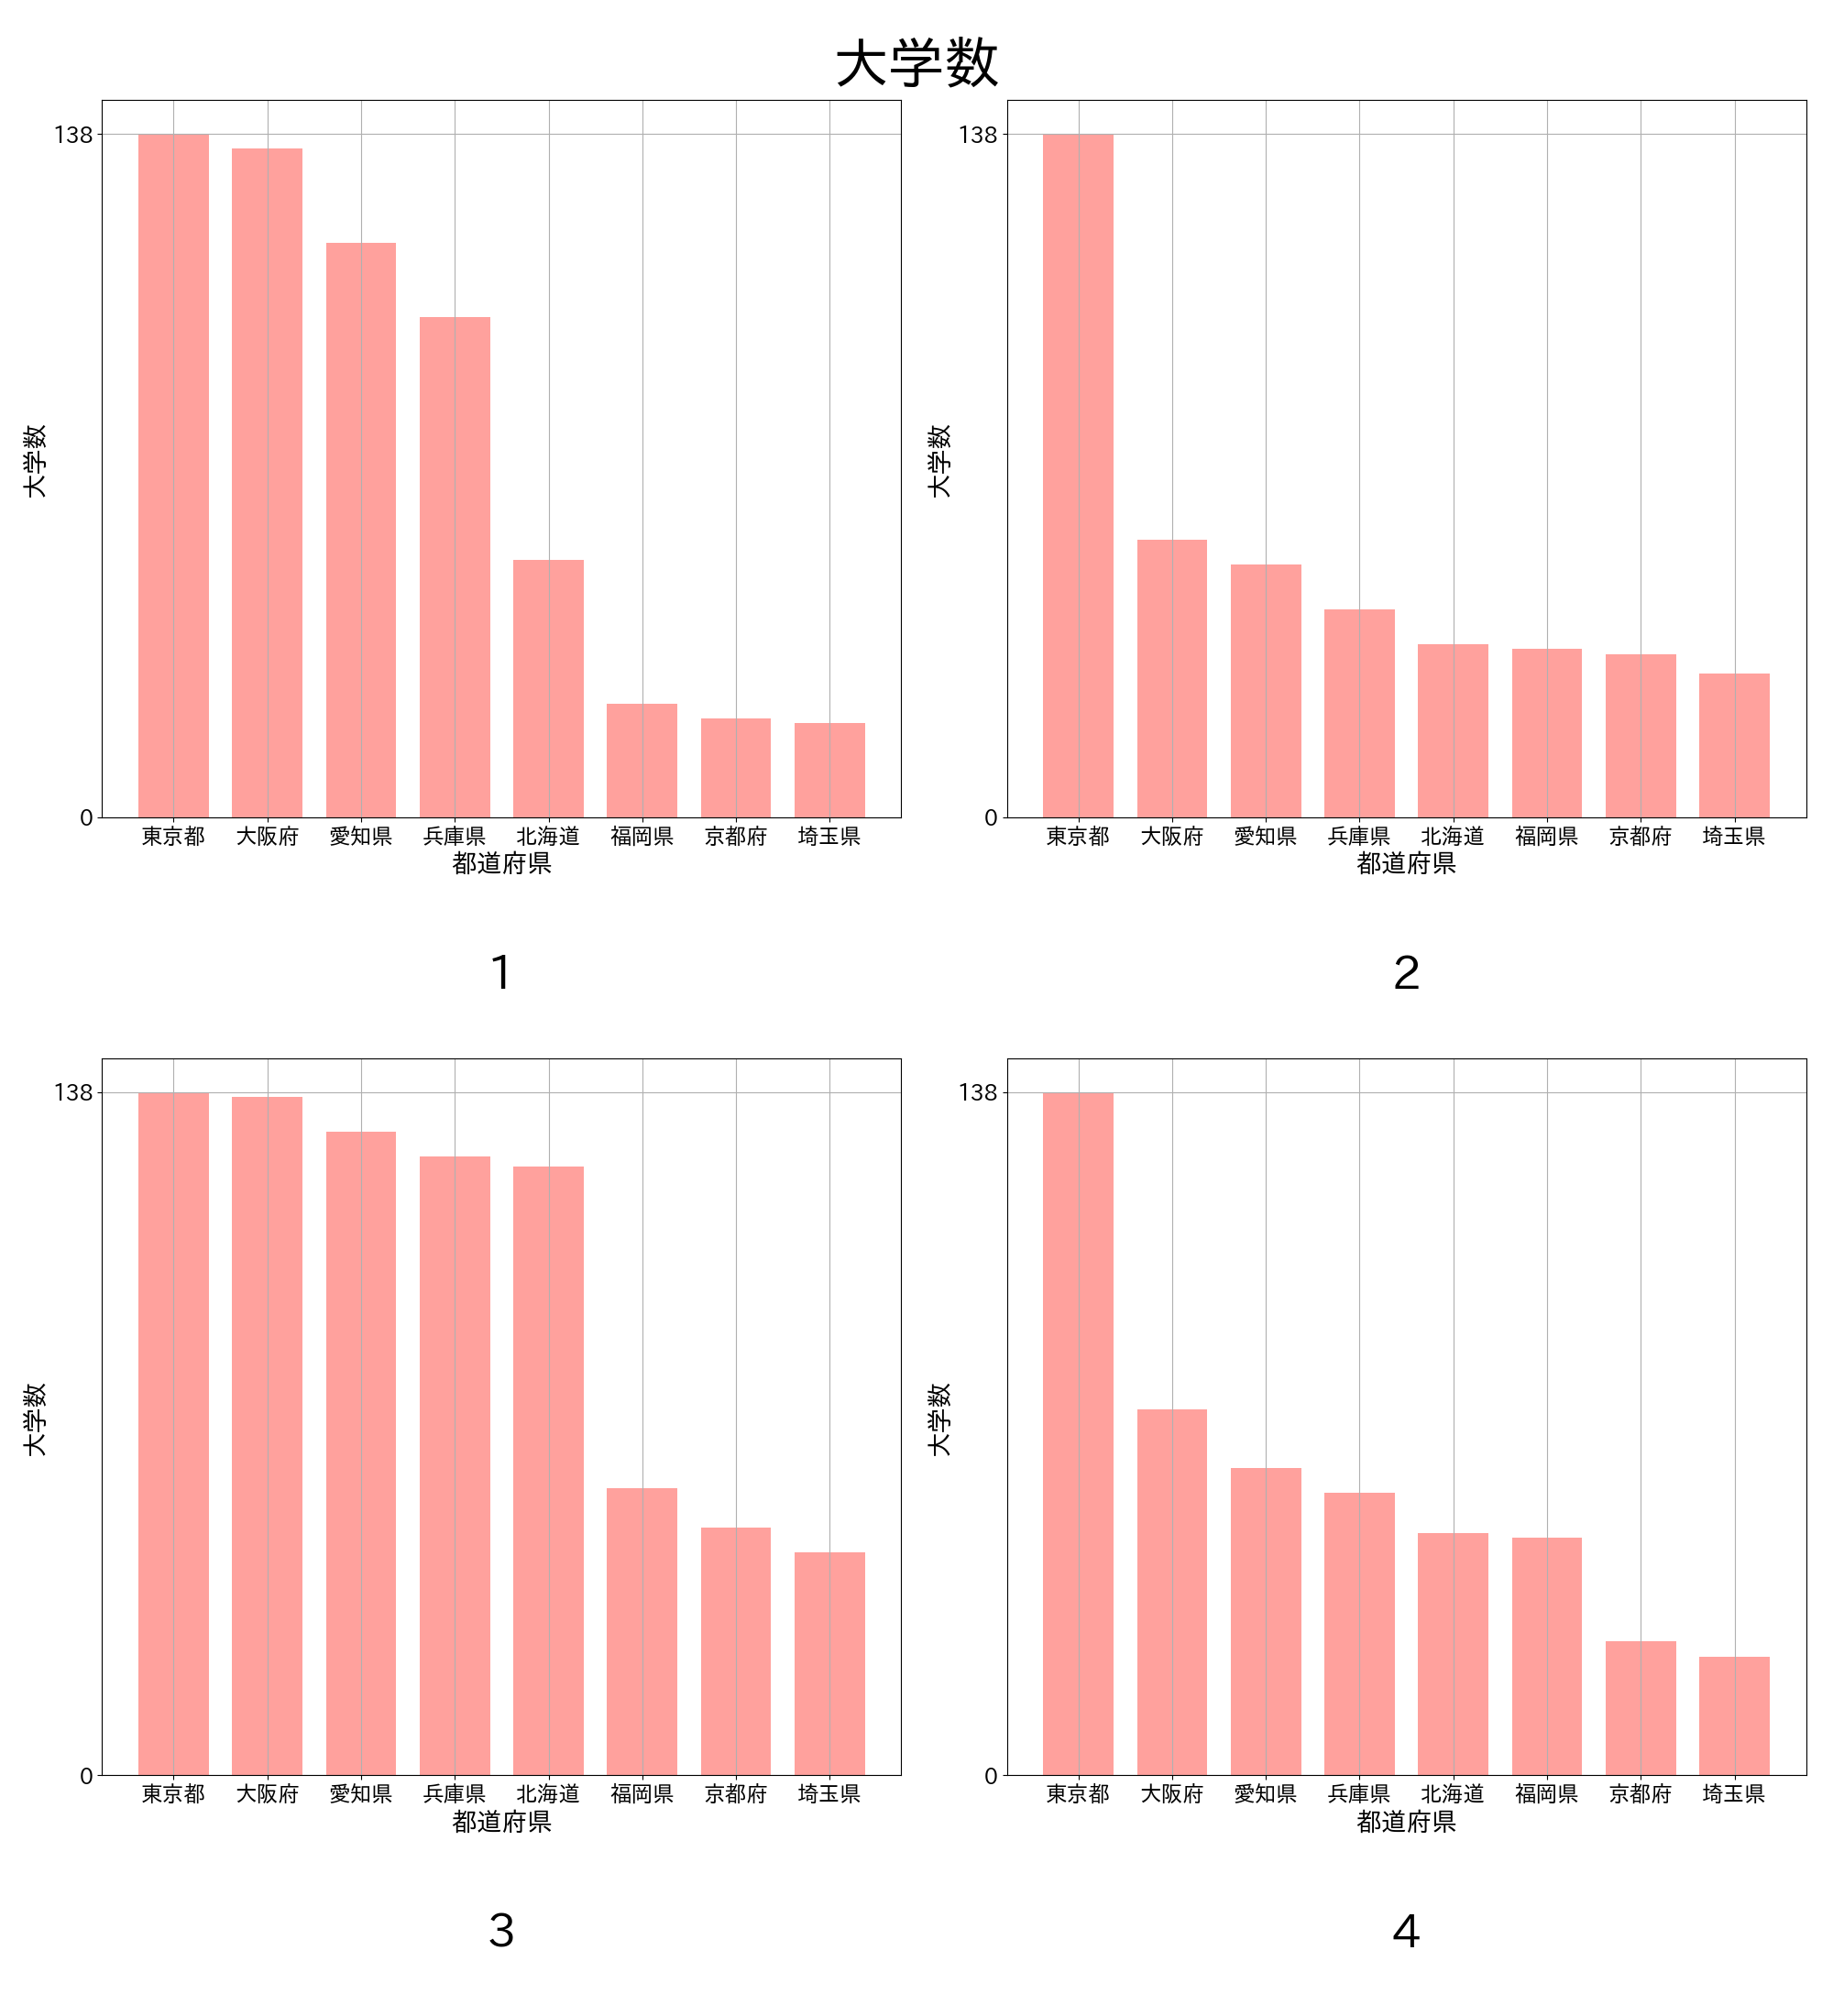 大学数
138
大学数
0
東京都 大阪府 愛知県 兵庫県 北海道 福岡県 京都府 埼玉県
都道府県
1
138
大学数
0
東京都 大阪府 愛知県 兵庫県 北海道 福岡県 京都府 埼玉県
都道府県
2
138
大学数
0
東京都 大阪府 愛知県 兵庫県 北海道 福岡県 京都府 埼玉県
都道府県
3
138
大学数
0
東京都 大阪府 愛知県 兵庫県 北海道 福岡県 京都府 埼玉県
都道府県
4